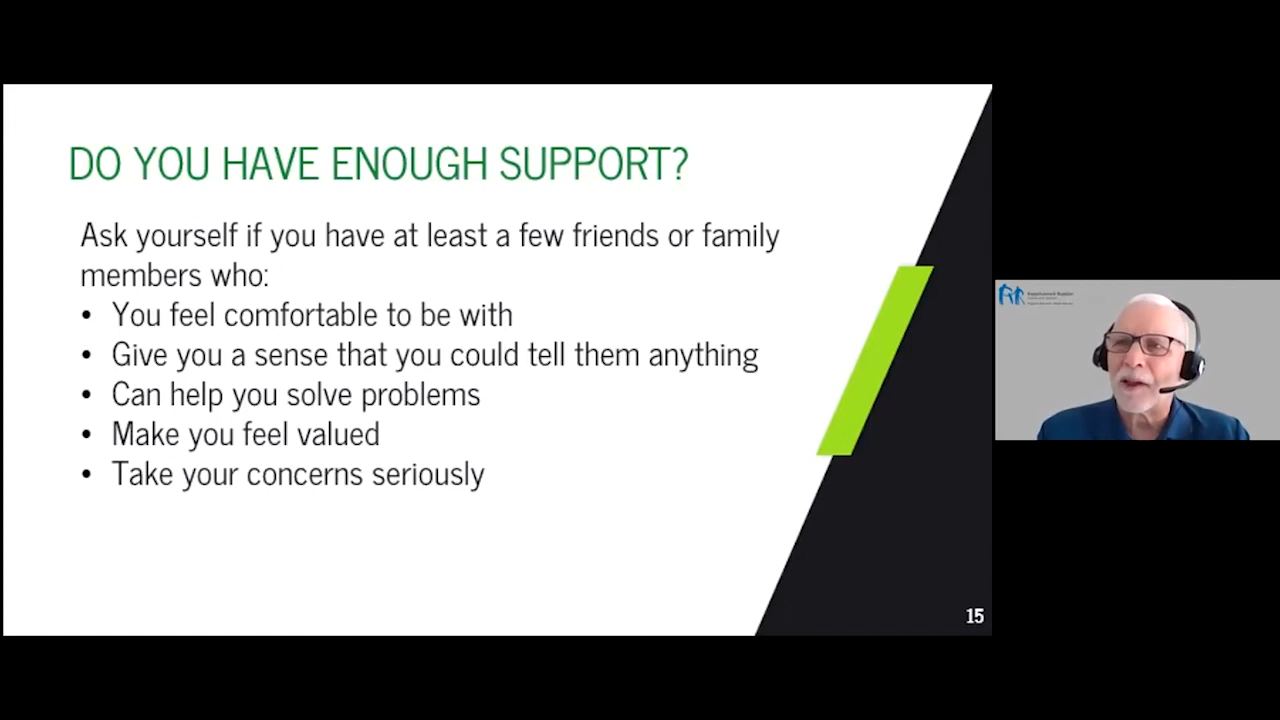 DO YOU HAVE ENOUGH SUPPORT?
Ask yourself if you have at least a few friends or family
members who:
• You feel comfortable to be with
• Give you a sense that you could tell them anything
• Can help you solve problems
• Make you feel valued
• Take your concerns seriously
15